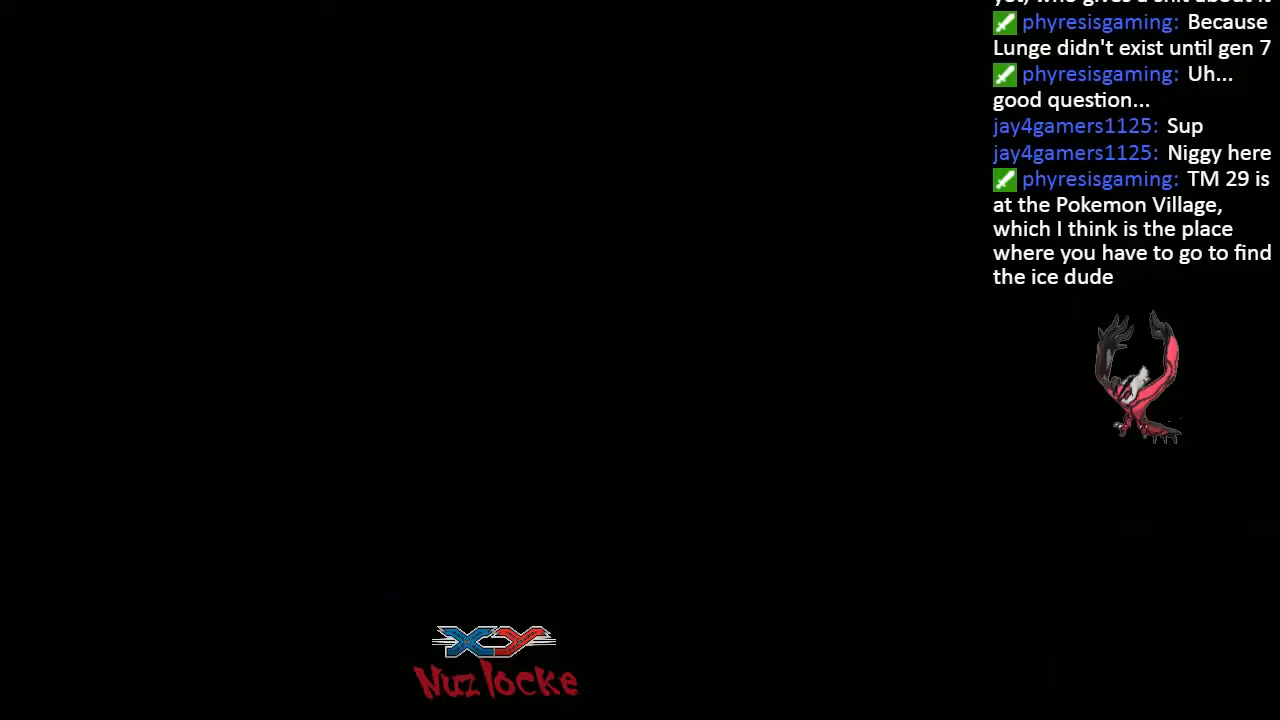 phyresisgaming: Because
Lunge didn't exist until gen 7
phyresisgaming: Uh...
good question...
jay4gamers1125: Sup
jay4gamers1125: Niggy here
phyresisgaming: TM 29 is
at the Pokemon Village,
which I think is the place
where you have to go to find
the ice dude
XY
Nuzlocke